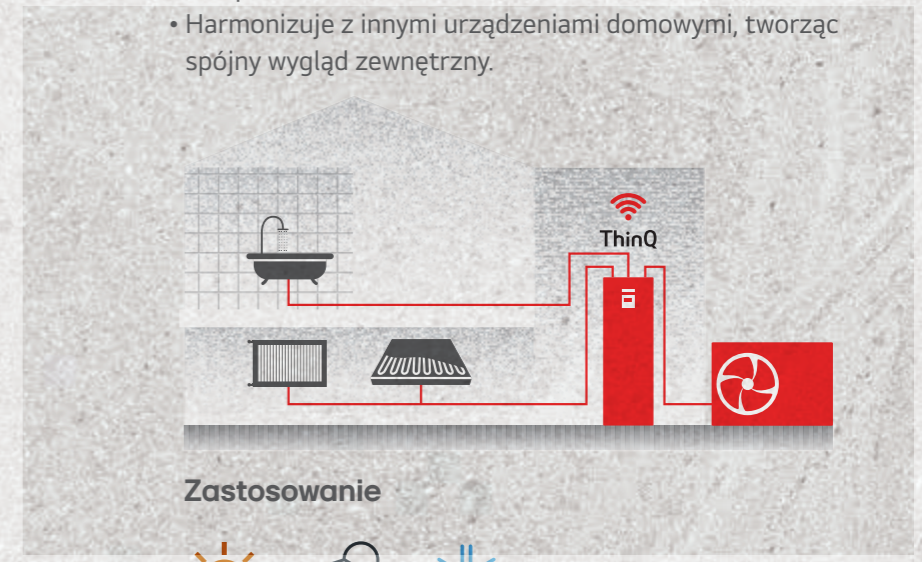 • Harmonizuje z innymi urządzeniami domowymi, tworząc
spójny wygląd zewnętrzny.
ThinQ
Zastosowanie